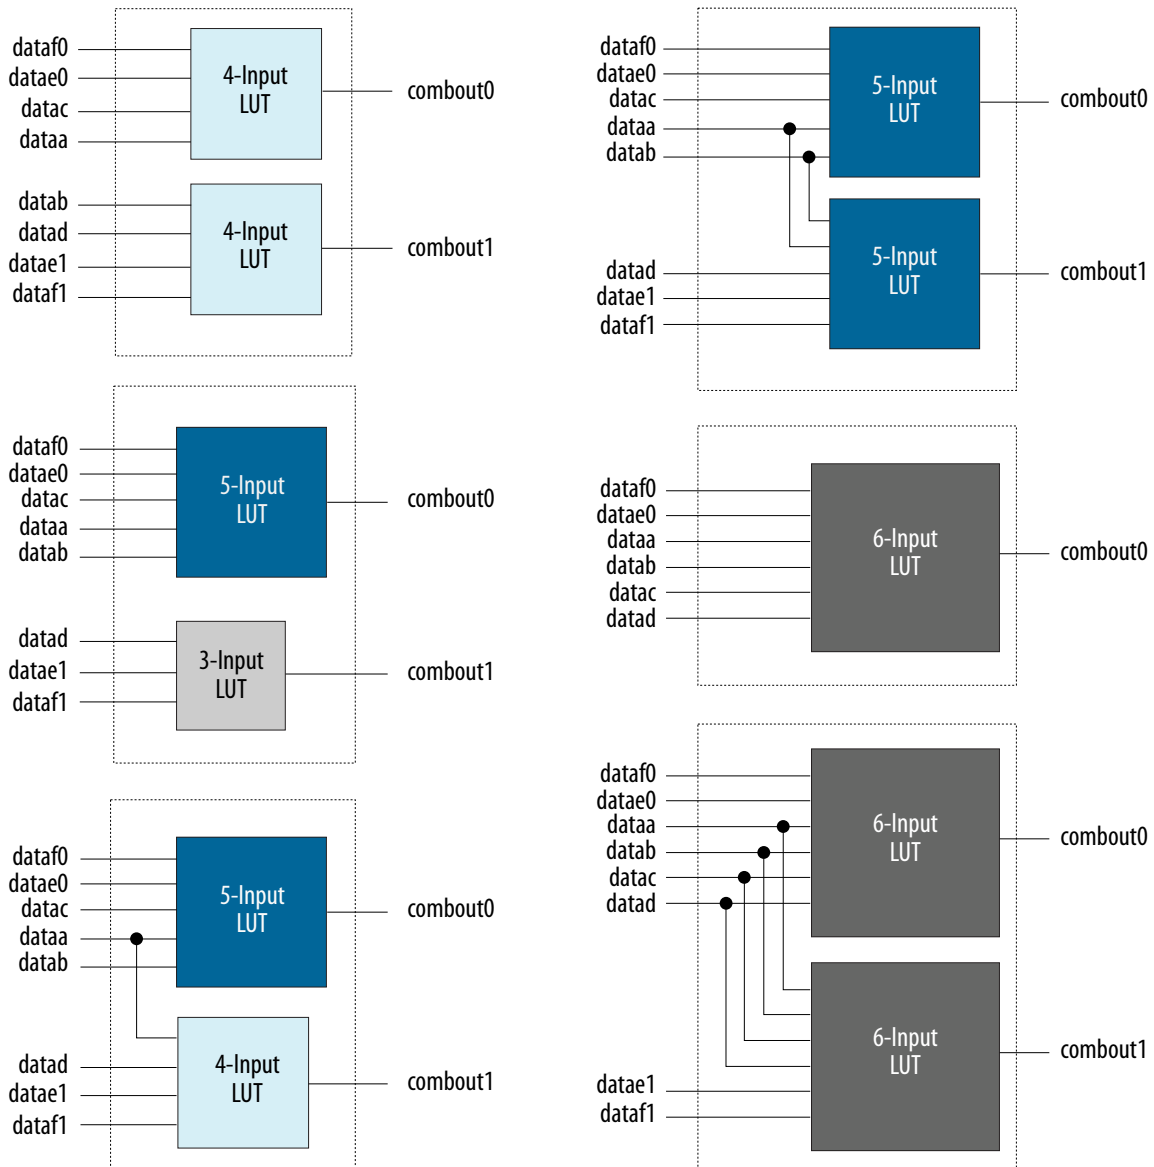 dataf0
datae0
datac
dataa
4-Input
LUT
combout0
datab
datad
datae1
dataf1
4-Input
LUT
combout1
dataf0
datae0
datac
dataa
datab
5-Input
LUT
combout0
datad
datae1
dataf1
3-Input
LUT
combout1
dataf0
datae0
datac
dataa
datab
5-Input
LUT
combout0
datad
datae1
dataf1
4-Input
LUT
combout1
dataf0
datae0
datac
dataa
datab
5-Input
LUT
combout0
datad
datae1
dataf1
5-Input
LUT
combout1
dataf0
datae0
dataa
datab
datac
datad
6-Input
LUT
combout0
dataf0
datae0
dataa
datab
datac
datad
6-Input
LUT
combout0
datae1
dataf1
6-Input
LUT
combout1